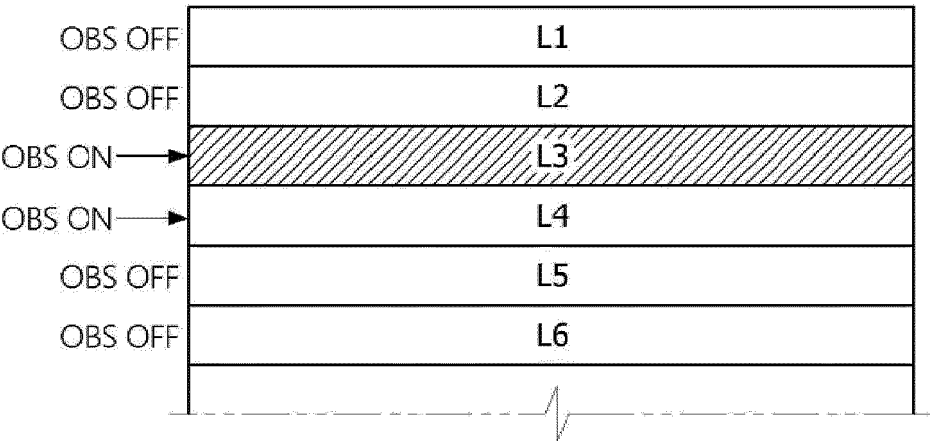 OBS OFF L1
OBS OFF L2
OBS ON L3
OBS ON L4
OBS OFF L5
OBS OFF L6